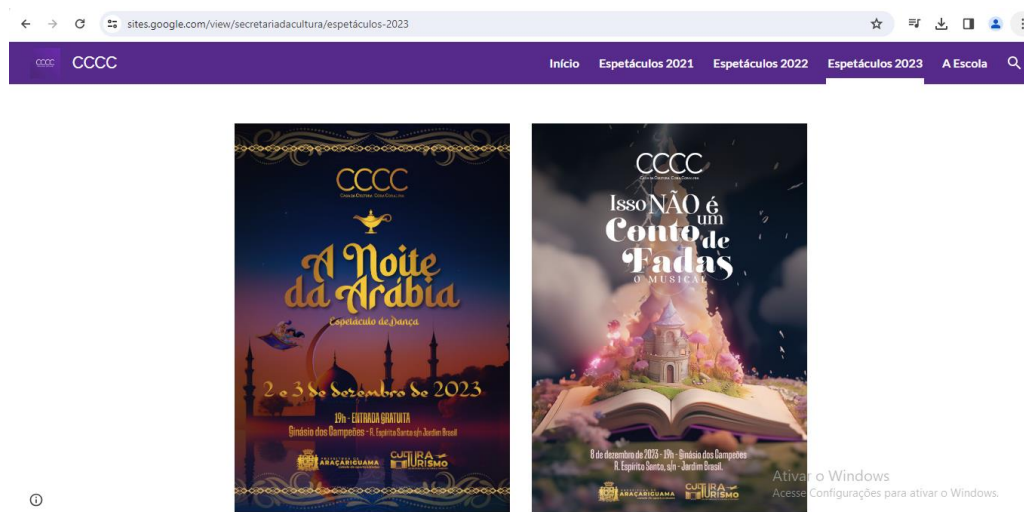 sites.google.com/view/secretariadacultura/espetáculos-2023
CCCC
CCCC
Início
Espetáculos 2021
Espetáculos 2022
Espetáculos 2023
A Escola
CCCC
A Noite
da Arábia
Espetáculo de Dança
2 e 3 de dezembro de 2023
19h - ENTRADA GRATUITA
Ginásio dos Campeões - R. Espírito Santo s/n Jardim Brasil
PREFEITURA DE
ARAÇARIGUAMA
CULTURA
TURISMO
CCCC
Isso NÃO é
um
Conto de
Fadas
O MUSICAL
8 de dezembro de 2023 - 19h - Ginásio dos Campeões
R. Espírito Santo, s/n - Jardim Brasil.
ARAÇARIGUAMA
CULTURA
TURISMO
Ativar o Windows
Acesse Configurações para ativar o Windows.